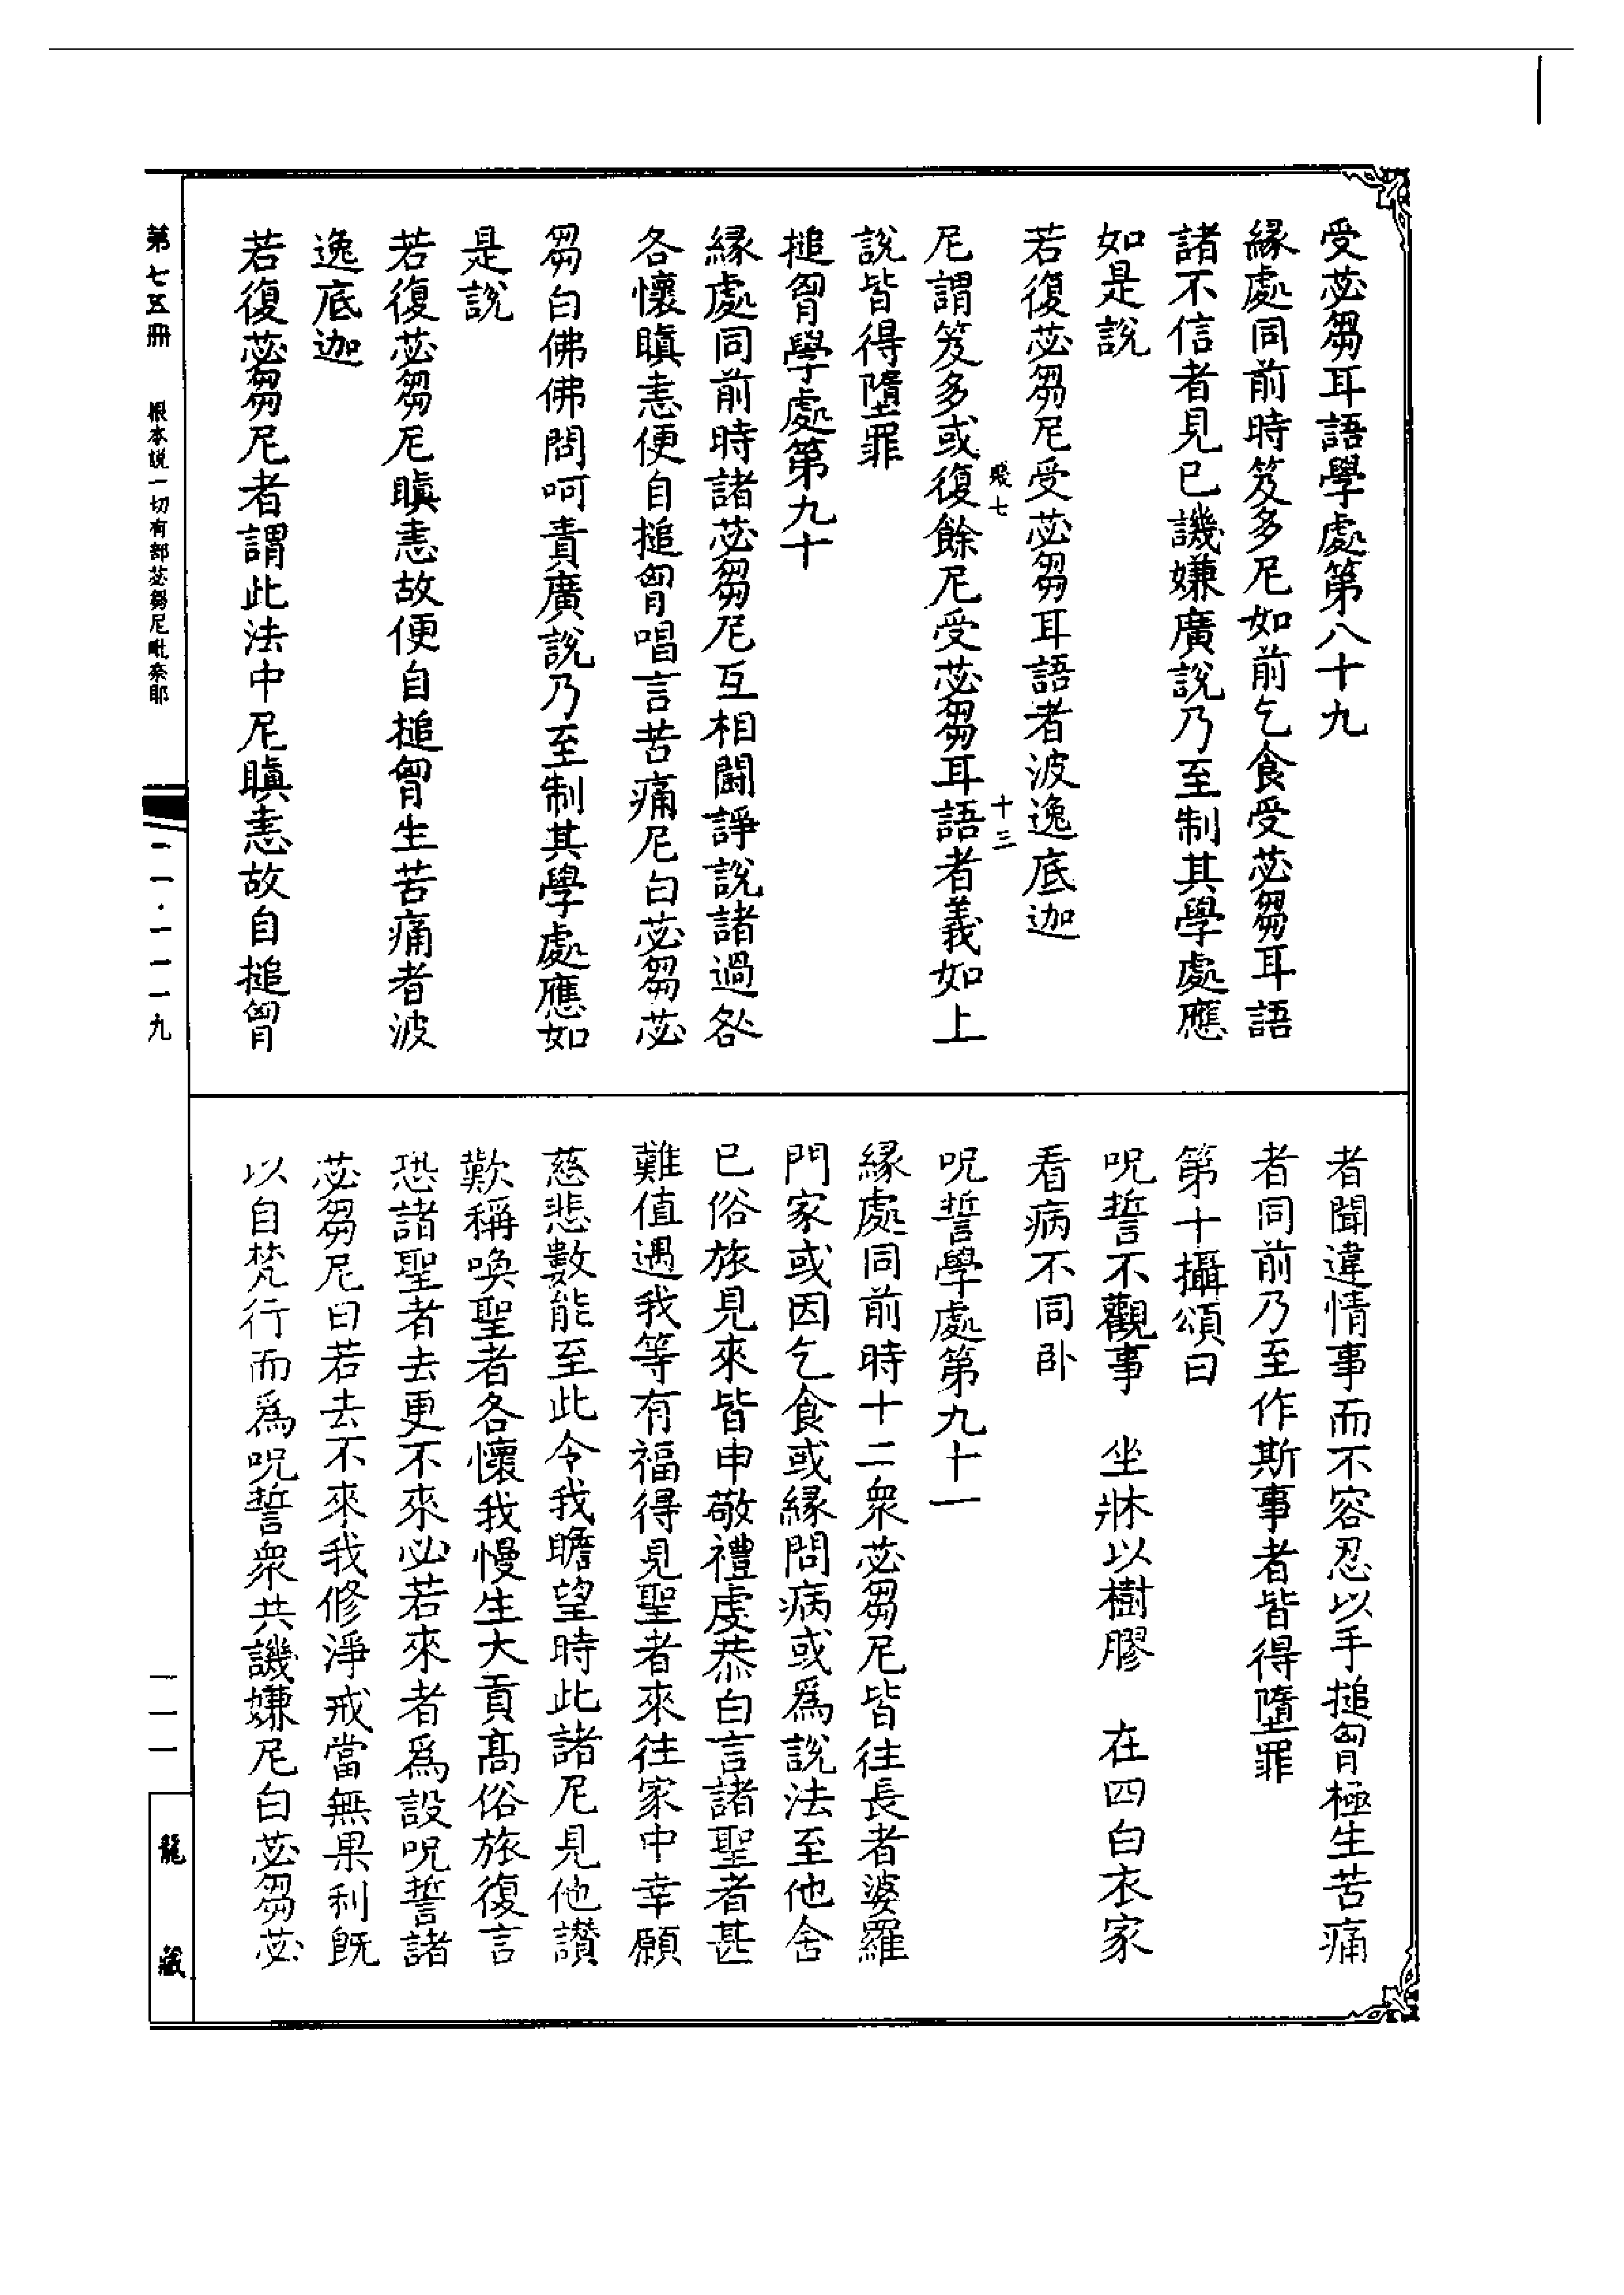 受苾芻耳語學處第八十九
緣處同前時笈多尼如前乞食受苾芻耳語
諸不信者見已譏嫌廣說乃至制其學處應
如是說
若復苾芻尼受苾芻耳語者波逸底迦
十三
尼謂笈多或復餘尼受苾芻耳語者義如上
說皆得墮罪
搥胷學處第九十
緣處同前時諸苾芻尼互相鬬諍說諸過咎
各懷瞋恚便自搥胷唱言苦痛尼白苾芻苾
芻白佛佛問呵責廣說乃至制其學處應如
是說
若復苾芻尼瞋恚故便自搥胷生苦痛者波
逸底迦
若復苾芻尼者謂此法中尼瞋恚故自搥胷
者聞違情事而不容忍以手搥胷極生苦痛
者同前乃至作斯事者皆得墮罪
第十攝頌曰
呪誓不觀事　坐牀以樹膠　在四白衣家
看病不同卧
呪誓學處第九十一
緣處同前時十二衆苾芻尼皆往長者婆羅
門家或因乞食或緣問病或爲說法至他舍
已俗旅見來皆申敬禮虔恭白言諸聖者甚
難值遇我等有福得見聖者來往家中幸願
慈悲數能至此令我瞻望時此諸尼見他讚
歎稱喚聖者各懷我慢生大貢髙俗旅復言
恐諸聖者去更不來必若來者爲設呪誓諸
苾芻尼曰若去不來我修淨戒當無果利旣
以自梵行而爲呪誓衆共譏嫌尼白苾芻苾
第七五冊　根本説一切有部苾芻尼毗奈耶
二一·一一一九
一一一
龍藏